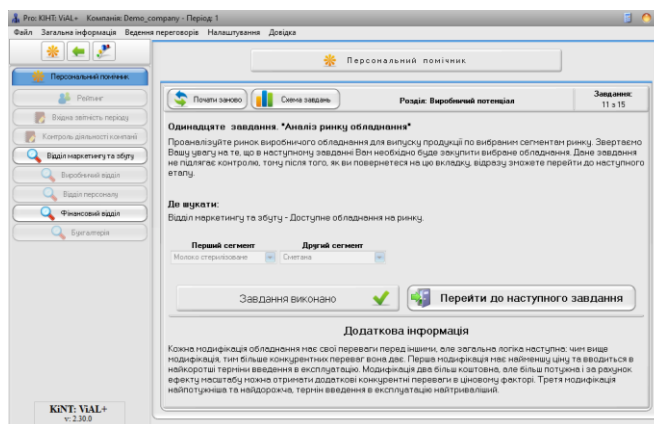 Pro: КІНТ: ViAL+ Компанія: Demo_company - Період: 1
Файл Загальна інформація Ведення переговорів Налаштування Довідка
Персональний помічник
Персональний помічник
Рейтинг
Вхідна звітність періоду
Контроль діяльності компанії
Відділ маркетингу та збуту
Виробничий відділ
Відділ персоналу
Фінансовий відділ
Бухгалтерія
Почати заново
Схема завдань
Розділ: Виробничий потенціал
Завдання:
11 з 15
Одинадцяте завдання. "Аналіз ринку обладнання"
Проаналізуйте ринок виробничого обладнання для випуску продукції по вибраним сегментам ринку. Звертаємо
Вашу увагу на те, що в наступному завданні Вам необхідно буде закупити вибране обладнання. Дане завдання
не підлягає контролю, тому після того, як ви повернетеся на цю вкладку, відразу зможете перейти до наступного
етапу.
Де шукати:
Відділ маркетингу та збуту - Доступне обладнання на ринку.
Перший сегмент Другий сегмент
Молоко стерилізоване Сметана
Завдання виконано
Перейти до наступного завдання
Додаткова інформація
Кожна модифікація обладнання має свої переваги перед іншими, але загальна логіка наступна: чим вище
модифікація, тим більше конкурентних переваг вона дає. Перша модифікація має найменшу ціну та вводиться в
найкоротші терміни введення в експлуатацію. Модифікація два більш коштовна, але більш потужна і за рахунок
ефекту масштабу можна отримати додаткові конкурентні переваги в ціновому факторі. Третя модифікація
найпотужніша та найдорожча, термін введення в експлуатацію найтриваліший.
KiNT: ViAL+
v: 2.30.0